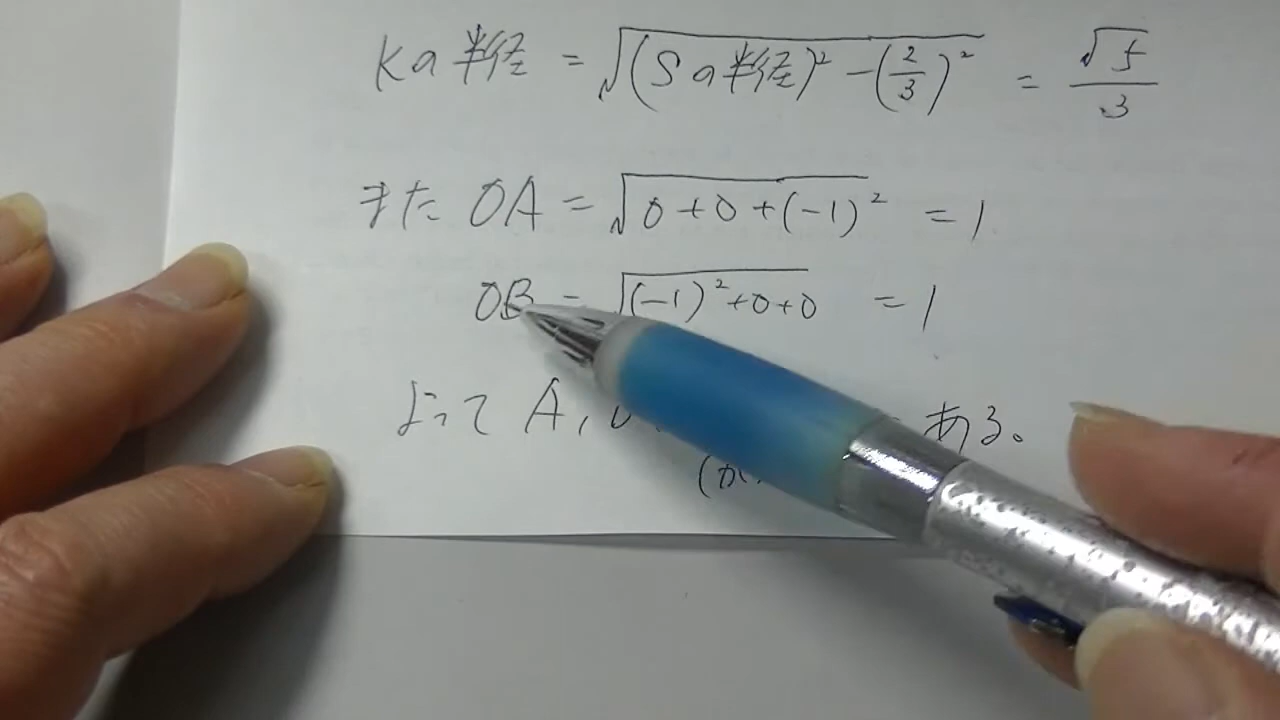 Kの半径 = √((Sの半径)² − (2/3)²) = √5/3
また OA = √(0+0+(−1)²) = 1
OB = √((−1)²+0+0) = 1
よって A, ある。